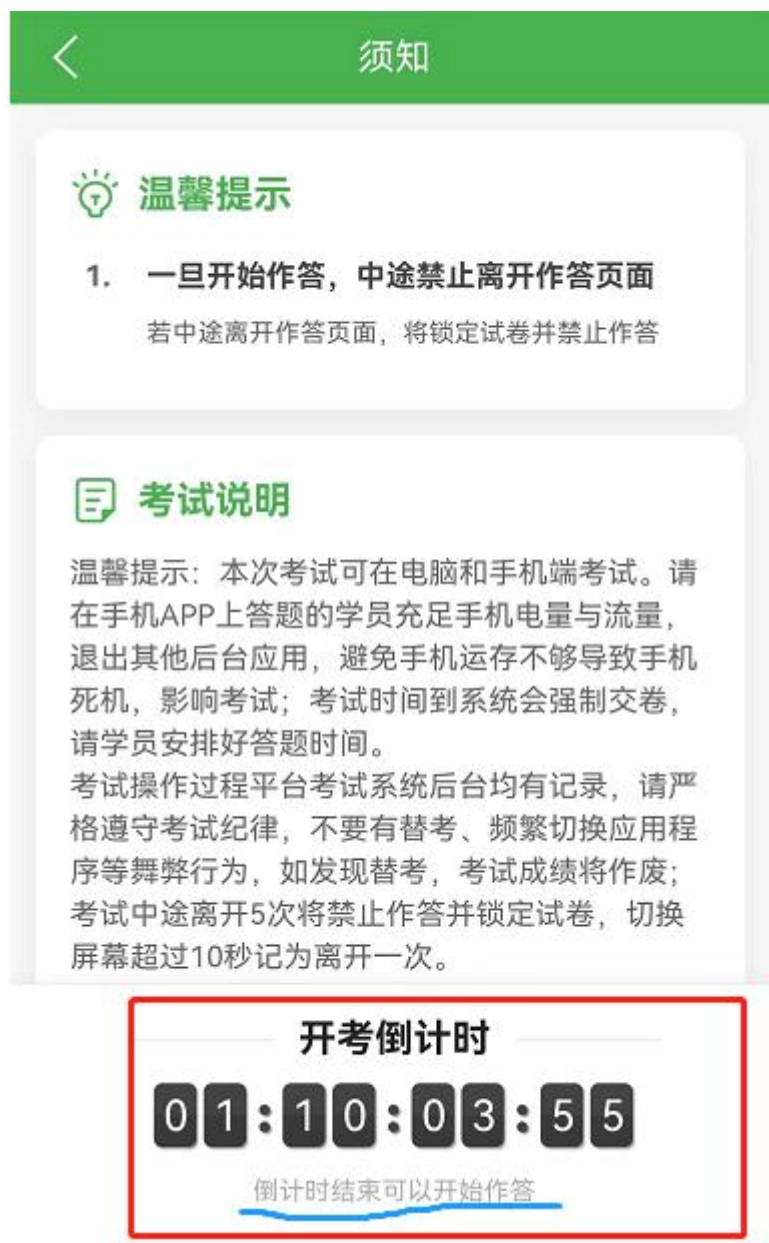 须知
温馨提示
1. 一旦开始作答，中途禁止离开作答页面
若中途离开作答页面，将锁定试卷并禁止作答
考试说明
温馨提示：本次考试可在电脑和手机端考试。请
在手机APP上答题的学员充足手机电量与流量，
退出其他后台应用，避免手机运存不够导致手机
死机，影响考试；考试时间到系统会强制交卷，
请学员安排好答题时间。
考试操作过程平台考试系统后台均有记录，请严
格遵守考试纪律，不要有替考、频繁切换应用程
序等舞弊行为，如发现替考，考试成绩将作废；
考试中途离开5次将禁止作答并锁定试卷，切换
屏幕超过10秒记为离开一次。
开考倒计时
01:10:03:55
倒计时结束可以开始作答